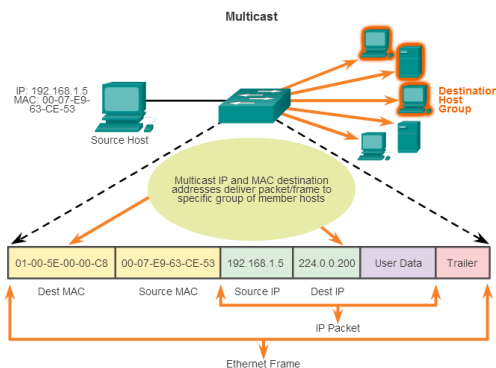 Multicast
IP: 192.168.1.5
MAC: 00-07-E9-
63-CE-53
Source Host
Destination
Host
Group
Multicast IP and MAC destination
addresses deliver packet/frame to
specific group of member hosts
01-00-5E-00-00-C8 00-07-E9-63-CE-53 192.168.1.5 224.0.0.200 User Data Trailer
Dest MAC Source MAC Source IP Dest IP
IP Packet
Ethernet Frame